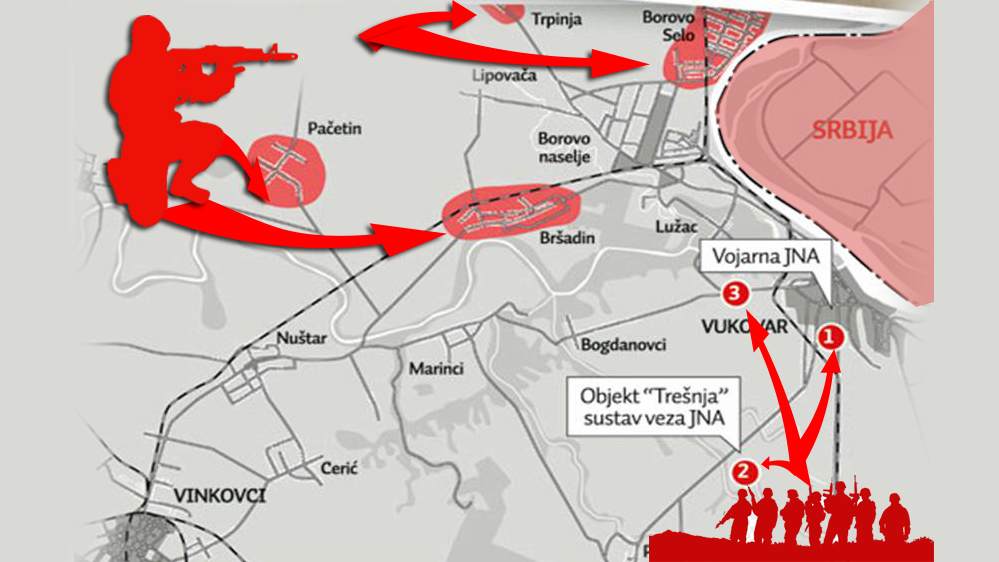 Trpinja
Borovo
Selo
Lipovača
Pačetin
SRBIJA
Borovo
naselje
Bršadin
Lužac
Vojarna JNA
3
VUKOVAR
1
Nuštar
Bogdanovci
Marinci
Objekt “Trešnja”
sustav veza JNA
2
Cerić
VINKOVCI